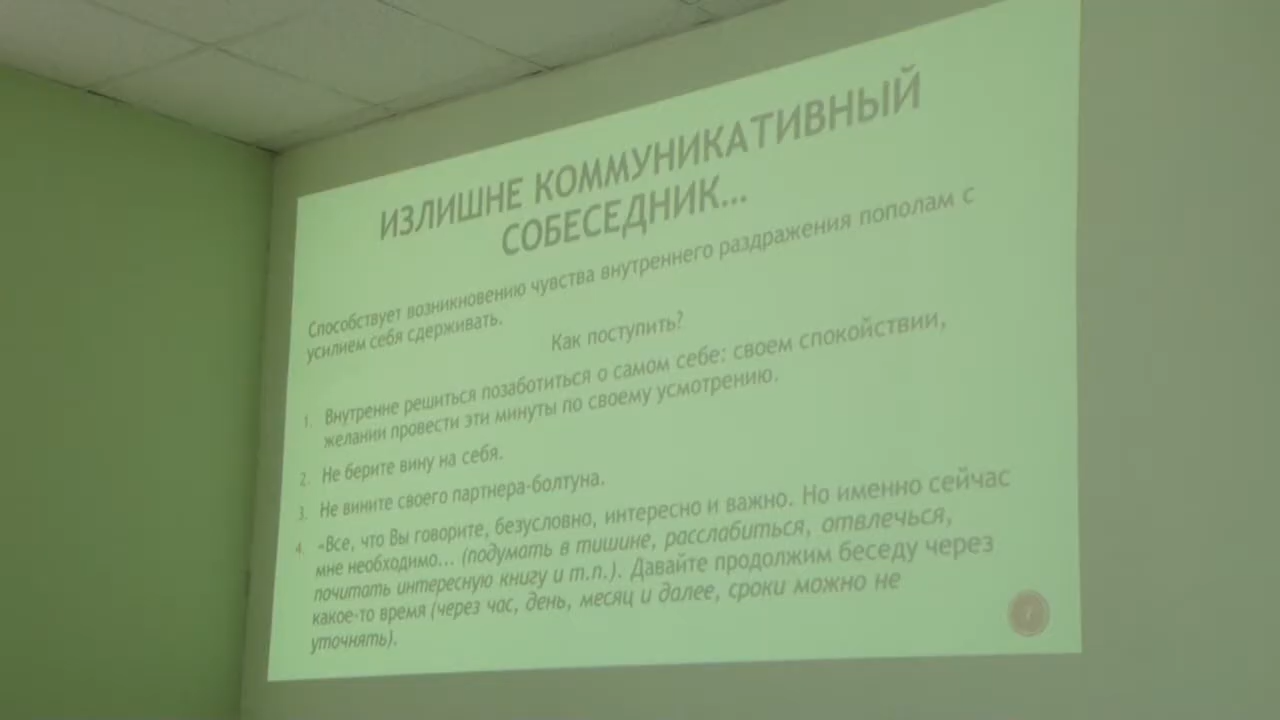 ИЗЛИШНЕ КОММУНИКАТИВНЫЙ
СОБЕСЕДНИК...
Способствует возникновению чувства внутреннего раздражения пополам с
усилием себя сдерживать.
Как поступить?
1. Внутренне решиться позаботиться о самом себе: своем спокойствии,
желании провести эти минуты по своему усмотрению.
2. Не берите вину на себя.
3. Не вините своего партнера-болтуна.
4. «Все, что Вы говорите, безусловно, интересно и важно. Но именно сейчас
мне необходимо... (подумать в тишине, расслабиться, отвлечься,
почитать интересную книгу и т.п.). Давайте продолжим беседу через
какое-то время (через час, день, месяц и далее, сроки можно не
уточнять).